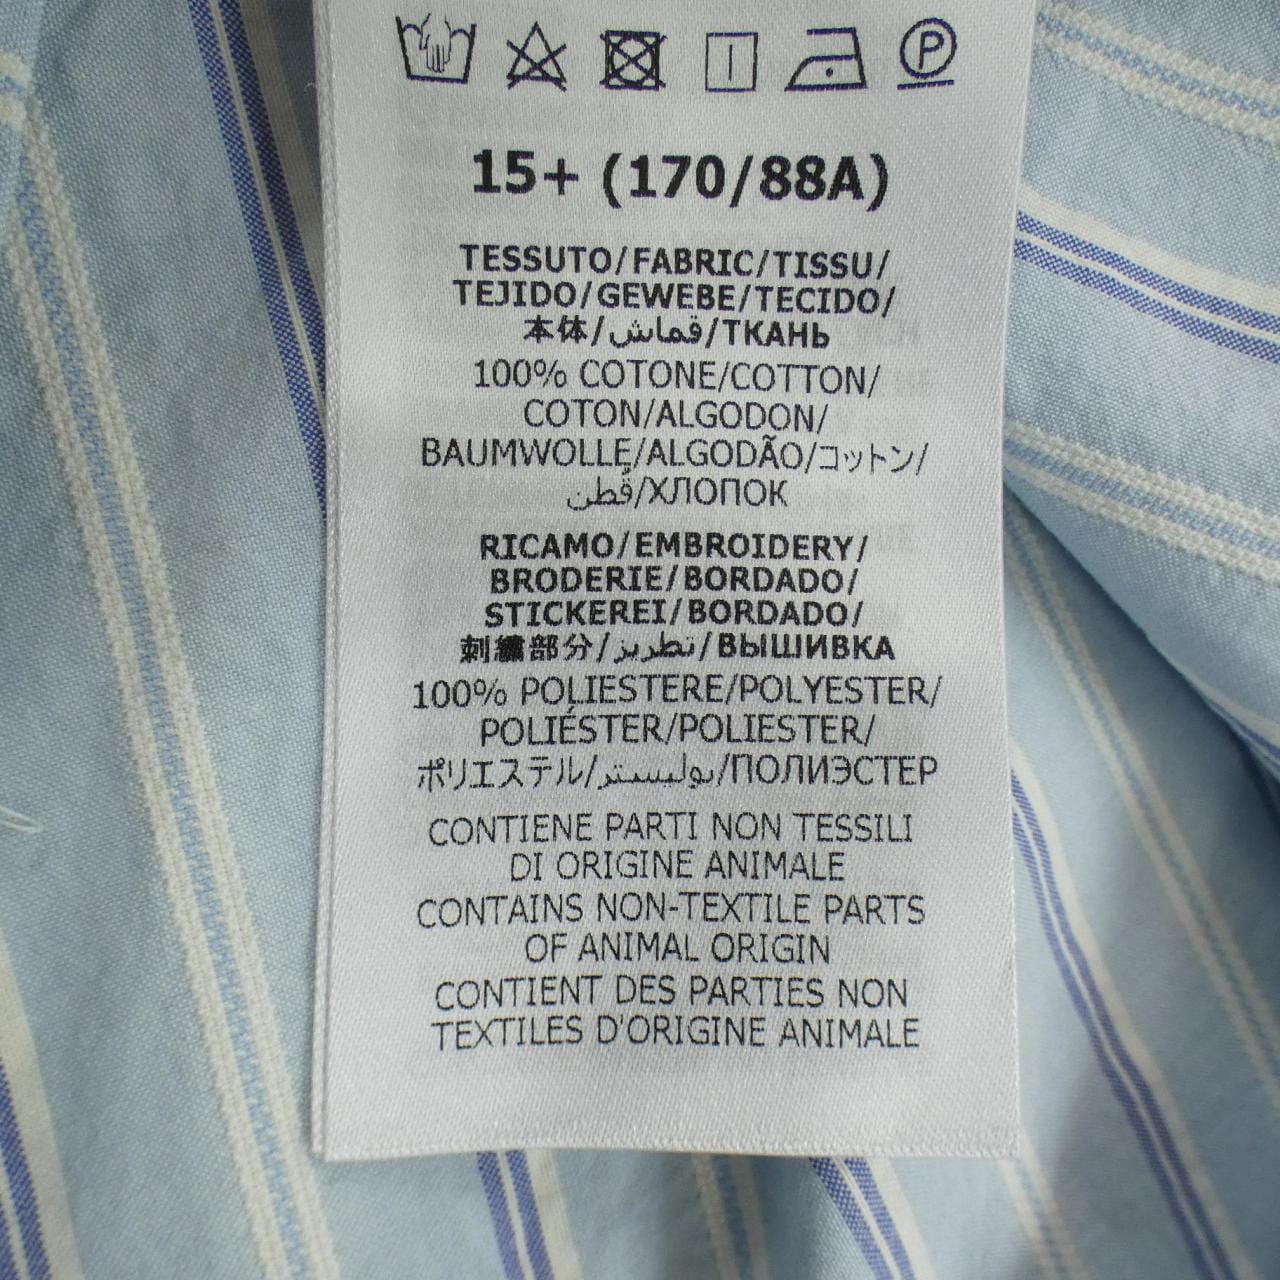 15+ (170/88A)
TESSUTO/FABRIC/TISSU/
TEJIDO/GEWEBE/TECIDO/
本体/قماش/ТКАНЬ
100% COTONE/COTTON/
COTON/ALGODON/
BAUMWOLLE/ALGODÃO/コットン/
قُطن/ХЛОПОК
RICAMO/EMBROIDERY/
BRODERIE/BORDADO/
STICKEREI/BORDADO/
刺繍部分/تطريز/ВЫШИВКА
100% POLIESTERE/POLYESTER/
POLIÉSTER/POLIESTER/
ポリエステル/بوليستر/ПОЛИЭСТЕР
CONTIENE PARTI NON TESSILI
DI ORIGINE ANIMALE
CONTAINS NON-TEXTILE PARTS
OF ANIMAL ORIGIN
CONTIENT DES PARTIES NON
TEXTILES D'ORIGINE ANIMALE